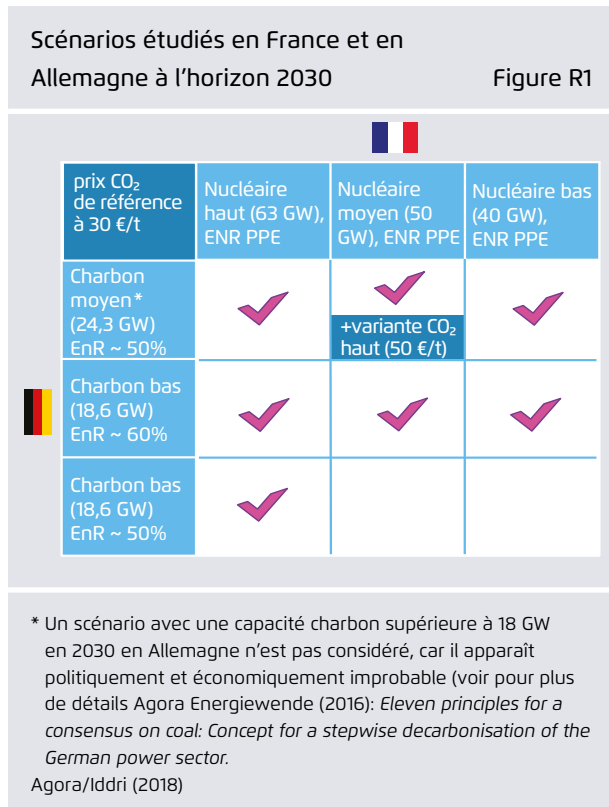 Scénarios étudiés en France et en
Allemagne à l'horizon 2030 Figure R1
prix CO₂
de référence
à 30 €/t
Nucléaire
haut (63 GW),
ENR PPE
Nucléaire
moyen (50
GW), ENR PPE
Nucléaire bas
(40 GW),
ENR PPE
Charbon
moyen*
(24,3 GW)
EnR ~ 50%
+variante CO₂
haut (50 €/t)
Charbon bas
(18,6 GW)
EnR ~ 60%
Charbon bas
(18,6 GW)
EnR ~ 50%
* Un scénario avec une capacité charbon supérieure à 18 GW
en 2030 en Allemagne n'est pas considéré, car il apparaît
politiquement et économiquement improbable (voir pour plus
de détails Agora Energiewende (2016): Eleven principles for a
consensus on coal: Concept for a stepwise decarbonisation of the
German power sector.
Agora/Iddri (2018)